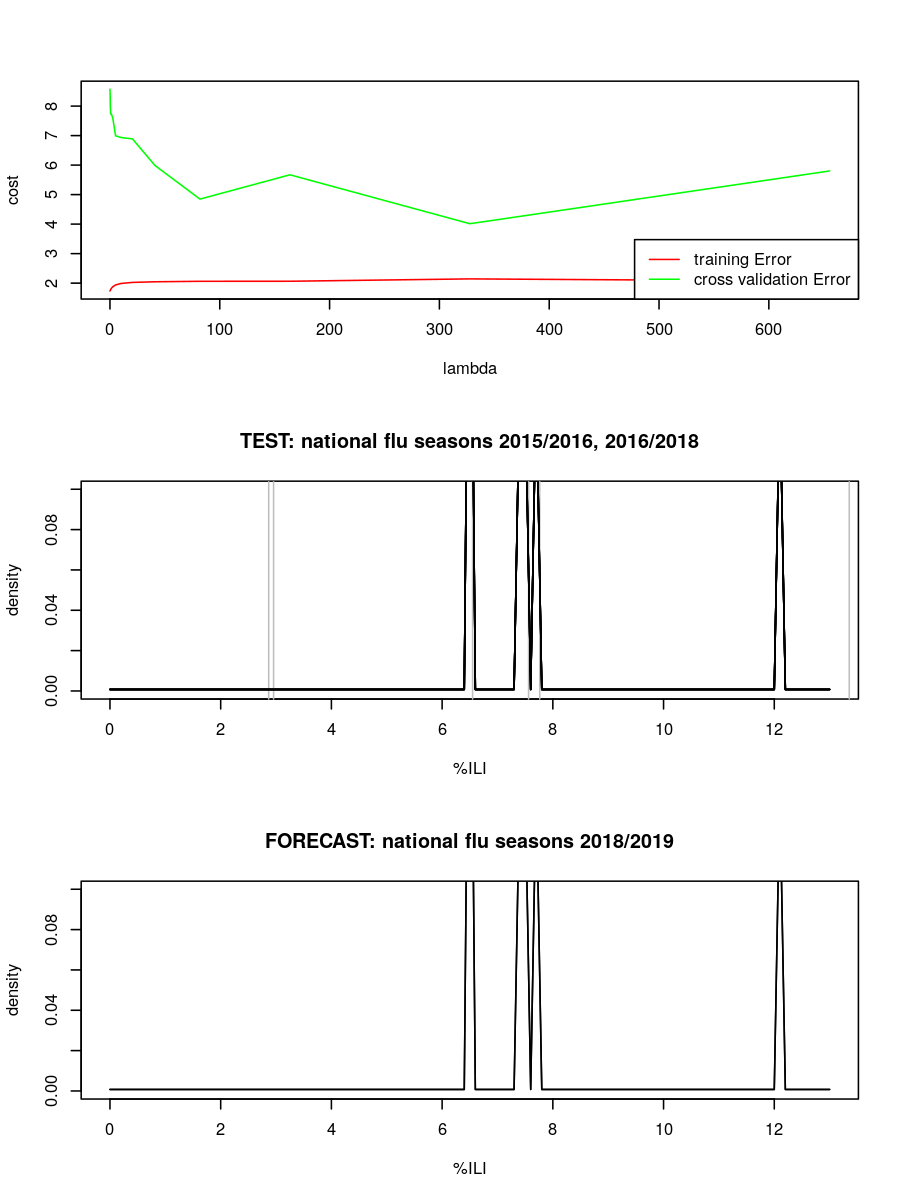 8
7
6
5
4
3
2
cost
training Error
cross validation Error
0 100 200 300 400 500 600
lambda
TEST: national flu seasons 2015/2016, 2016/2018
0.08
0.04
0.00
density
0 2 4 6 8 10 12
%ILI
FORECAST: national flu seasons 2018/2019
0.08
0.04
0.00
density
0 2 4 6 8 10 12
%ILI